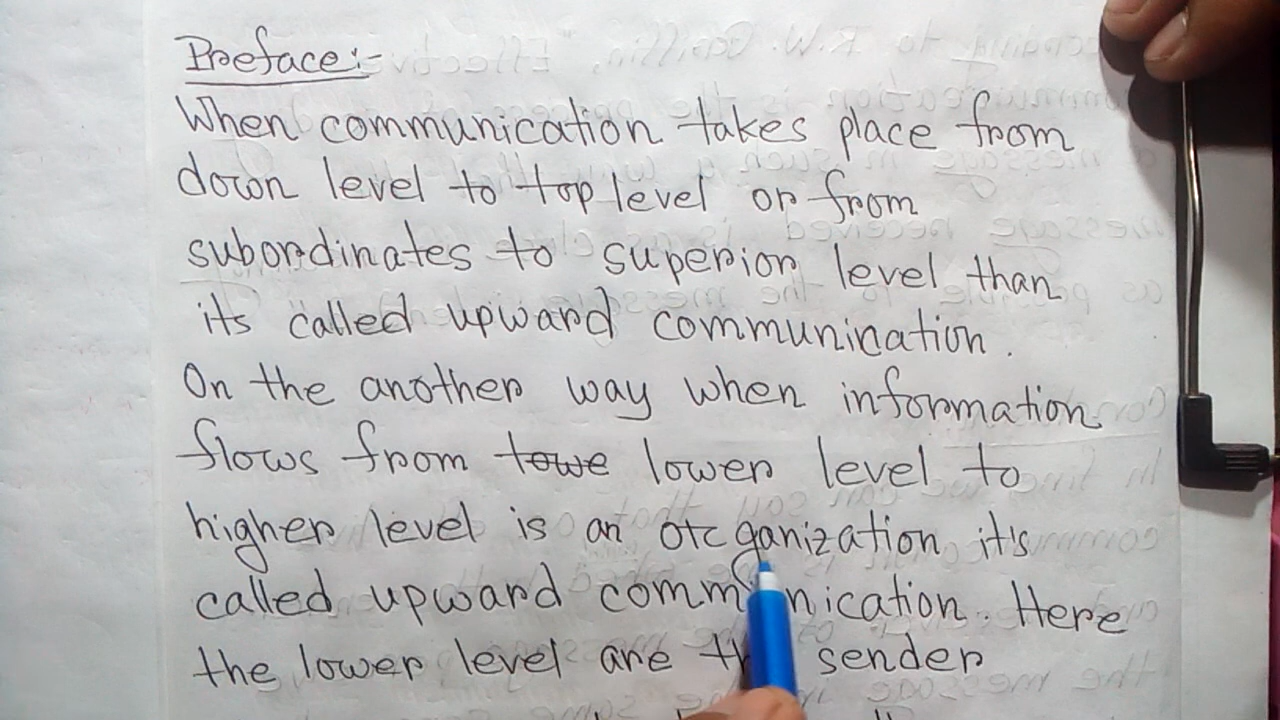 Preface:-
When communication takes place from
down level to top level or from
subordinates to superior level than
its called upward communication.
On the another way when information
flows from towe lower level to
higher level is an organization it's
called upward communication. Here
the lower level are the sender